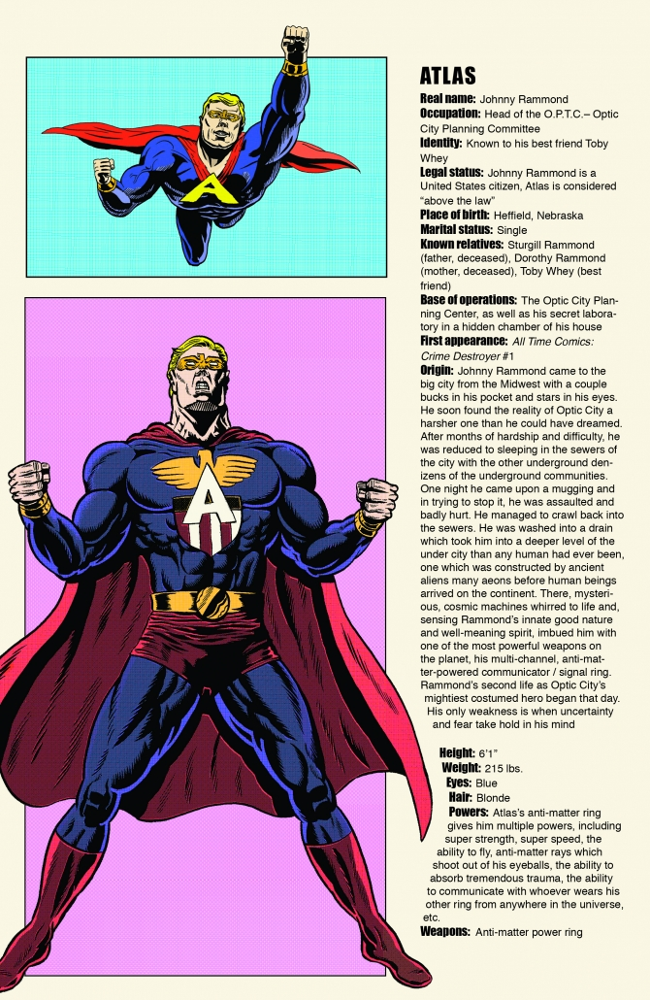 ATLAS
Real name: Johnny Rammond
Occupation: Head of the O.P.T.C.– Optic
City Planning Committee
Identity: Known to his best friend Toby
Whey
Legal status: Johnny Rammond is a
United States citizen, Atlas is considered
“above the law”
Place of birth: Heffield, Nebraska
Marital status: Single
Known relatives: Sturgill Rammond
(father, deceased), Dorothy Rammond
(mother, deceased), Toby Whey (best
friend)
Base of operations: The Optic City Plan-
ning Center, as well as his secret labora-
tory in a hidden chamber of his house
First appearance: All Time Comics:
Crime Destroyer #1
Origin: Johnny Rammond came to the
big city from the Midwest with a couple
bucks in his pocket and stars in his eyes.
He soon found the reality of Optic City a
harsher one than he could have dreamed.
After months of hardship and difficulty, he
was reduced to sleeping in the sewers of
the city with the other underground den-
izens of the underground communities.
One night he came upon a mugging and
in trying to stop it, he was assaulted and
badly hurt. He managed to crawl back into
the sewers. He was washed into a drain
which took him into a deeper level of the
under city than any human had ever been,
one which was constructed by ancient
aliens many aeons before human beings
arrived on the continent. There, mysteri-
ous, cosmic machines whirred to life and,
sensing Rammond’s innate good nature
and well-meaning spirit, imbued him with
one of the most powerful weapons on
the planet, his multi-channel, anti-mat-
ter-powered communicator / signal ring.
Rammond’s second life as Optic City’s
mightiest costumed hero began that day.
His only weakness is when uncertainty
and fear take hold in his mind
Height: 6’1”
Weight: 215 lbs.
Eyes: Blue
Hair: Blonde
Powers: Atlas’s anti-matter ring
gives him multiple powers, including
super strength, super speed, the
ability to fly, anti-matter rays which
shoot out of his eyeballs, the ability to
absorb tremendous trauma, the ability
to communicate with whoever wears his
other ring from anywhere in the universe,
etc.
Weapons: Anti-matter power ring
A
A